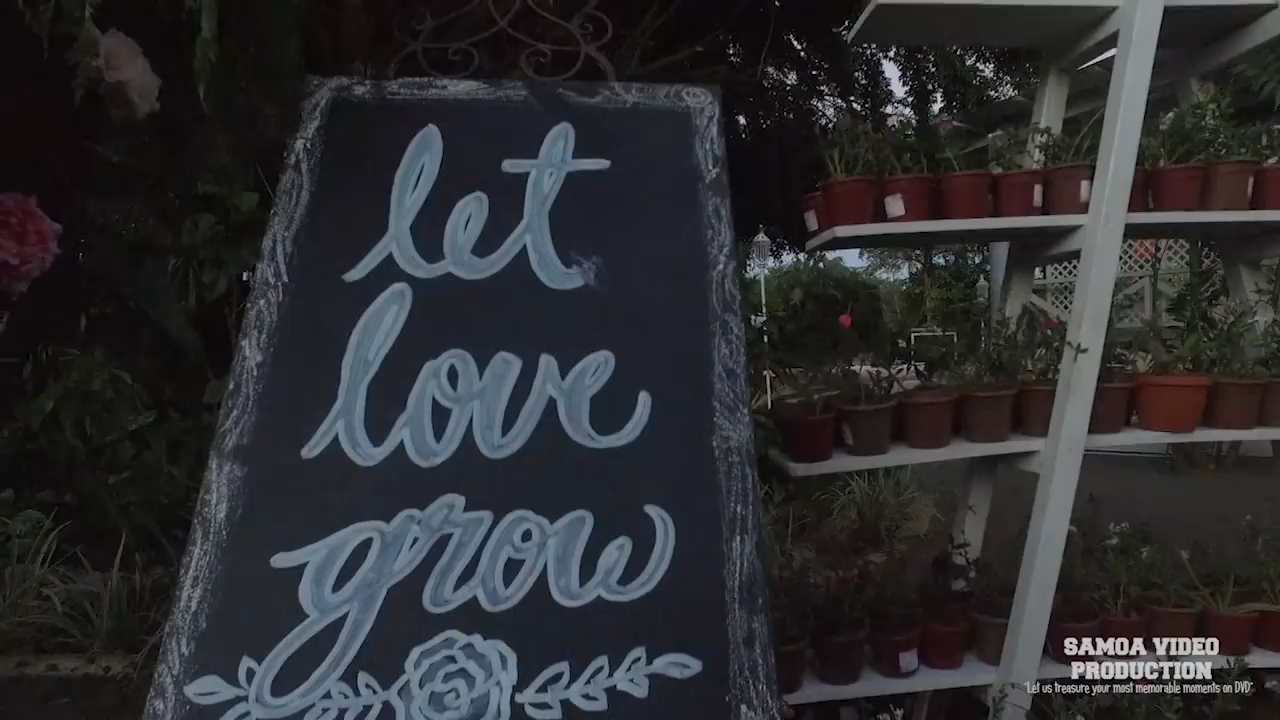 let
love
grow
SAMOA VIDEO
PRODUCTION
"Let us treasure your most memorable moments on DVD"